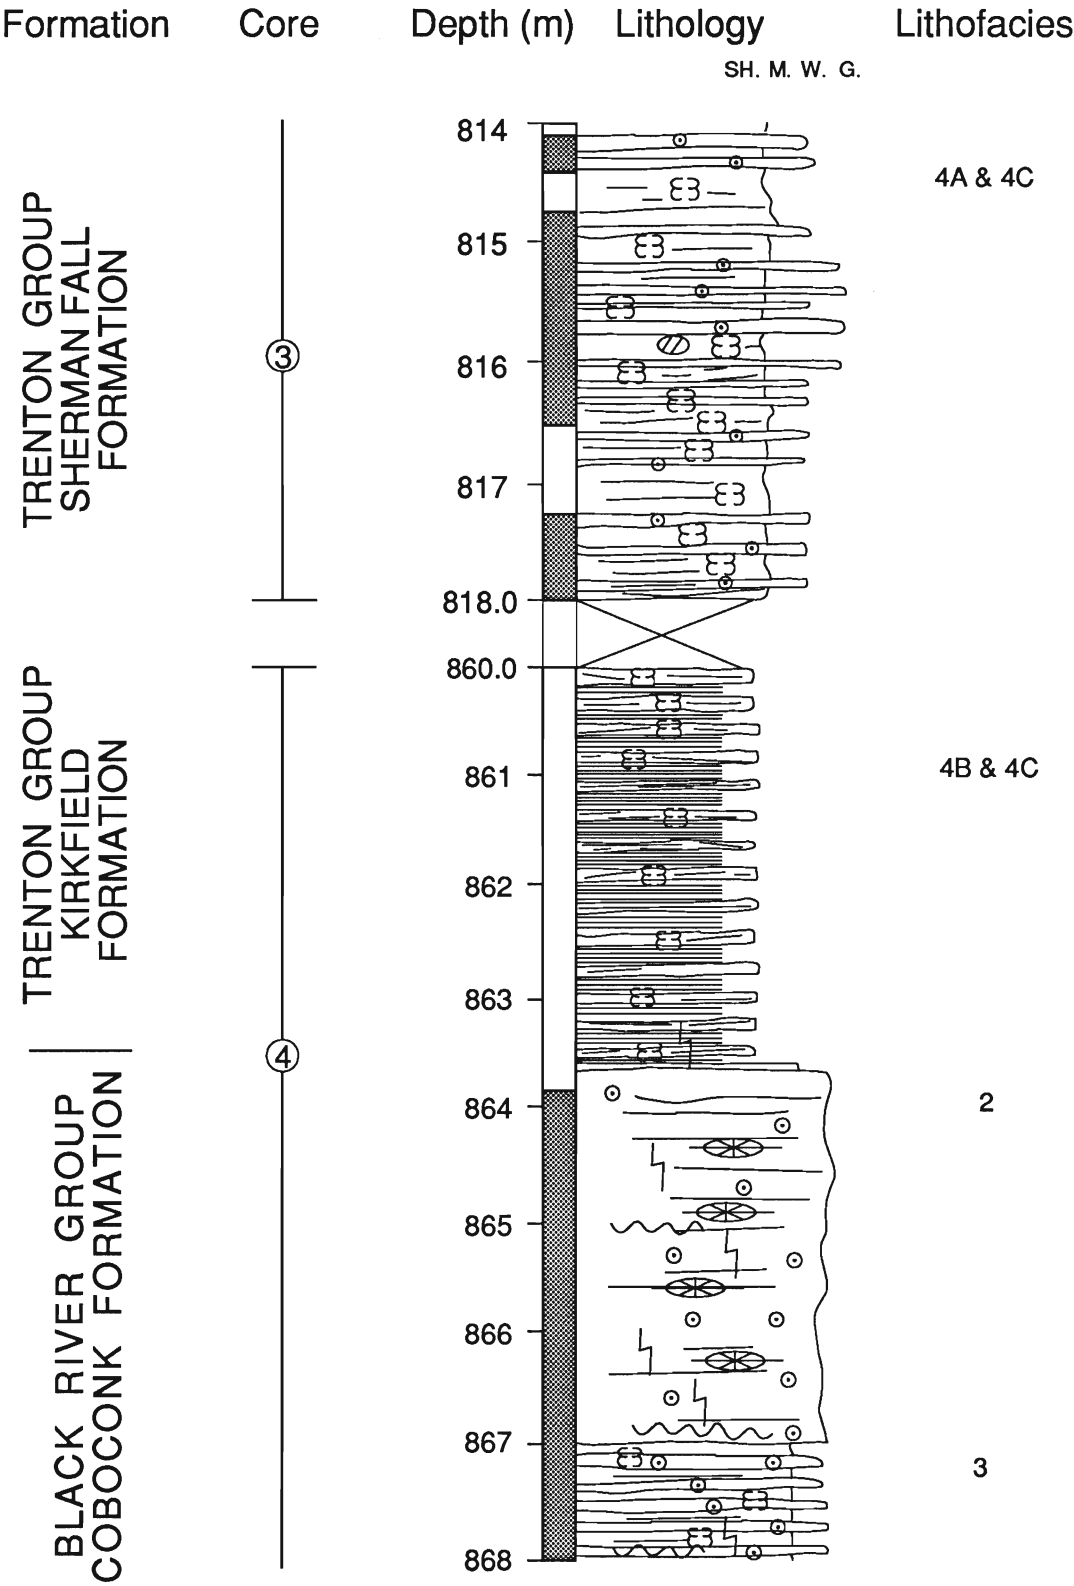 Formation Core Depth (m) Lithology Lithofacies
SH. M. W. G.
TRENTON GROUP
SHERMAN FALL
FORMATION
3
814
815
816
817
818.0
4A & 4C
TRENTON GROUP
KIRKFIELD
FORMATION
4
860.0
861
862
863
4B & 4C
BLACK RIVER GROUP
COBOCONK FORMATION
864
865
866
867
868
2
3